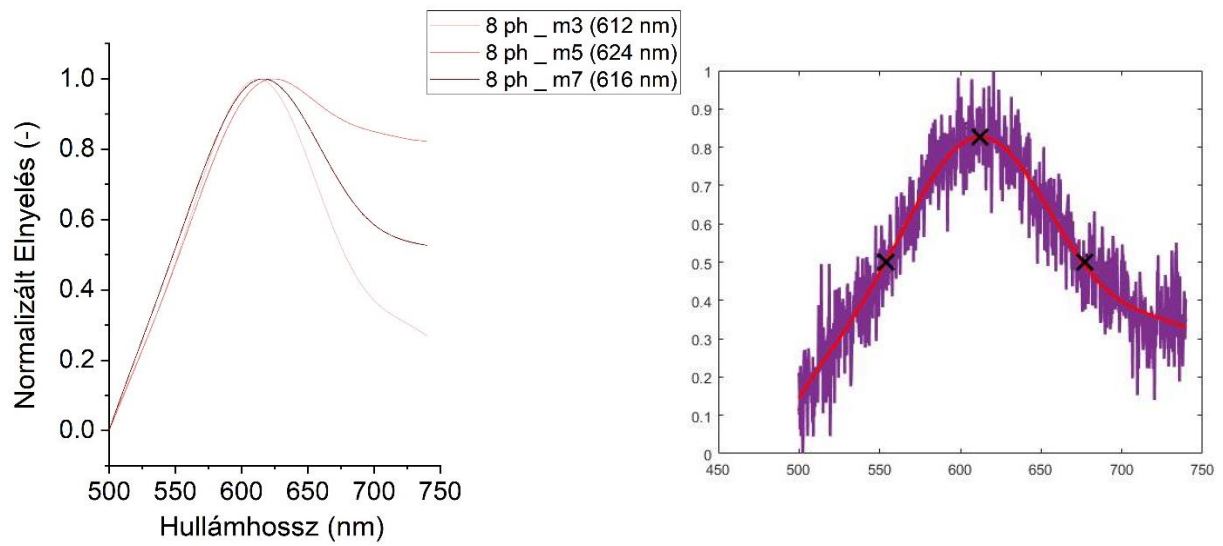 8 ph _ m3 (612 nm)
8 ph _ m5 (624 nm)
8 ph _ m7 (616 nm)
Normalizált Elnyelés (-)
1.0
0.8
0.6
0.4
0.2
0.0
500 550 600 650 700 750
Hullámhossz (nm)
1
0.9
0.8
0.7
0.6
0.5
0.4
0.3
0.2
0.1
0
450 500 550 600 650 700 750